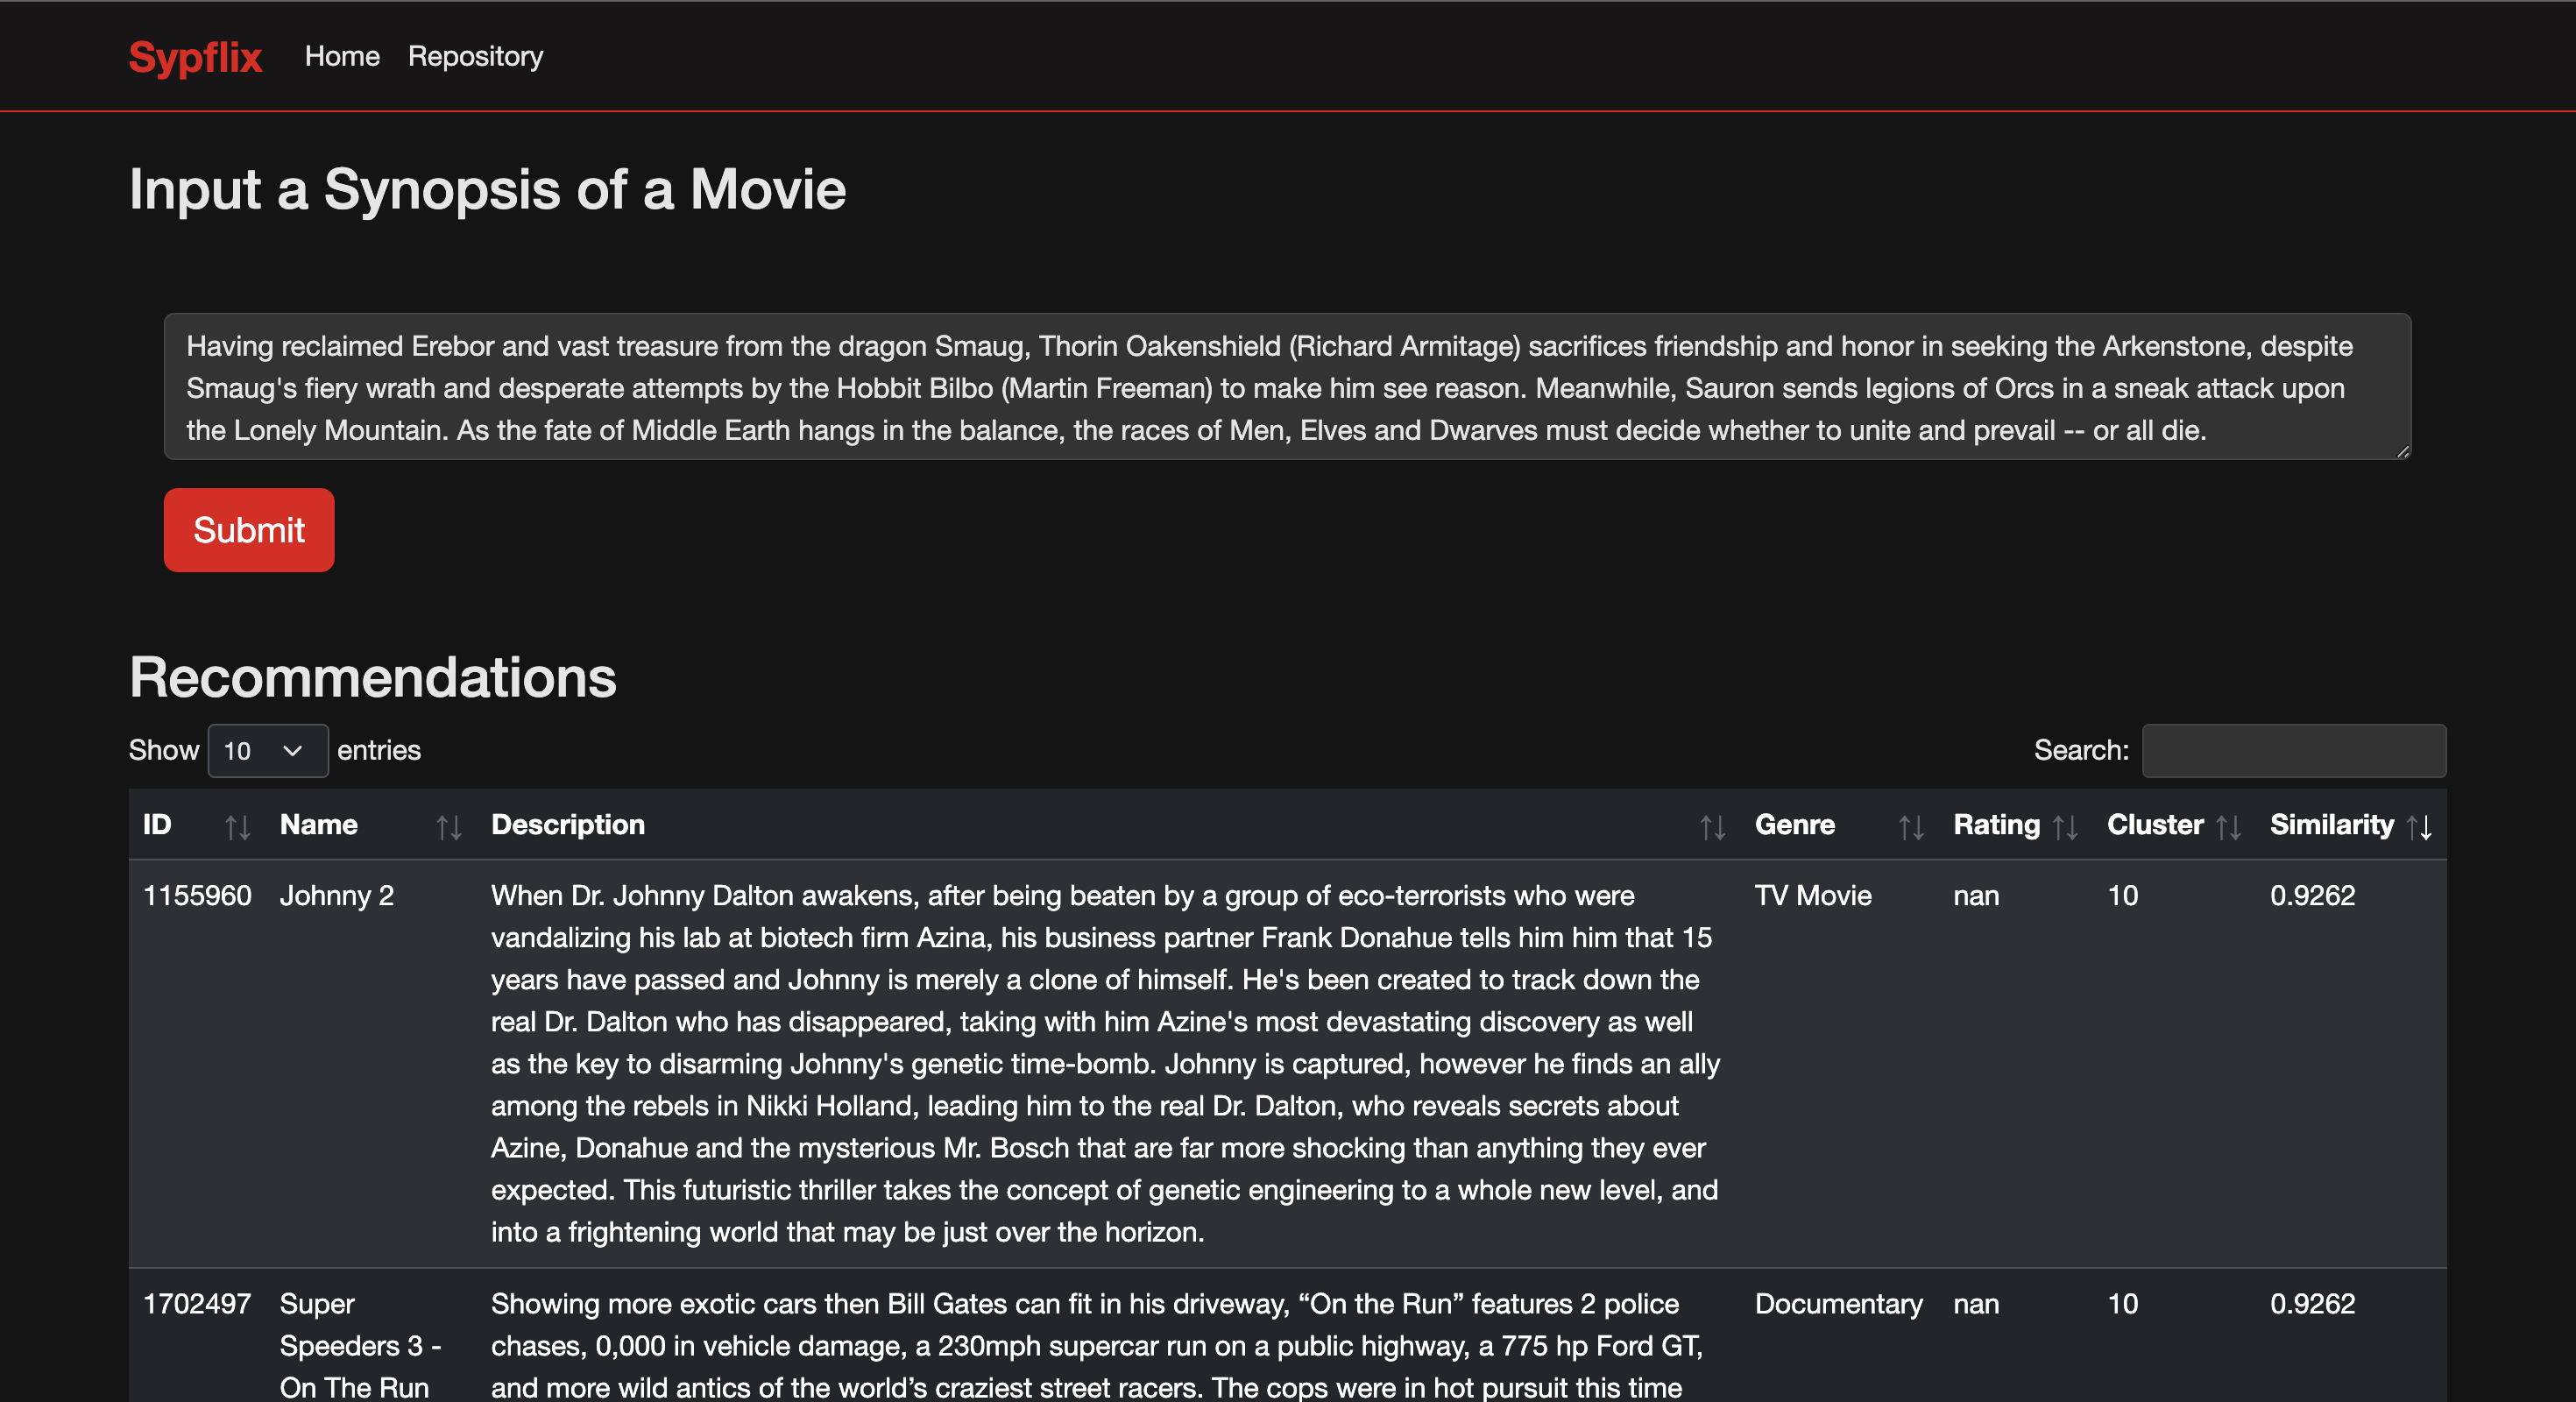 Sypflix Home Repository
Input a Synopsis of a Movie
Having reclaimed Erebor and vast treasure from the dragon Smaug, Thorin Oakenshield (Richard Armitage) sacrifices friendship and honor in seeking the Arkenstone, despite
Smaug's fiery wrath and desperate attempts by the Hobbit Bilbo (Martin Freeman) to make him see reason. Meanwhile, Sauron sends legions of Orcs in a sneak attack upon
the Lonely Mountain. As the fate of Middle Earth hangs in the balance, the races of Men, Elves and Dwarves must decide whether to unite and prevail -- or all die.
Submit
Recommendations
Show 10 entries Search:
ID Name Description Genre Rating Cluster Similarity
1155960 Johnny 2 When Dr. Johnny Dalton awakens, after being beaten by a group of eco-terrorists who were TV Movie nan 10 0.9262
vandalizing his lab at biotech firm Azina, his business partner Frank Donahue tells him him that 15
years have passed and Johnny is merely a clone of himself. He's been created to track down the
real Dr. Dalton who has disappeared, taking with him Azine's most devastating discovery as well
as the key to disarming Johnny's genetic time-bomb. Johnny is captured, however he finds an ally
among the rebels in Nikki Holland, leading him to the real Dr. Dalton, who reveals secrets about
Azine, Donahue and the mysterious Mr. Bosch that are far more shocking than anything they ever
expected. This futuristic thriller takes the concept of genetic engineering to a whole new level, and
into a frightening world that may be just over the horizon.
1702497 Super Showing more exotic cars then Bill Gates can fit in his driveway, “On the Run” features 2 police Documentary nan 10 0.9262
Speeders 3 - chases, 0,000 in vehicle damage, a 230mph supercar run on a public highway, a 775 hp Ford GT,
On The Run and more wild antics of the world’s craziest street racers. The cops were in hot pursuit this time